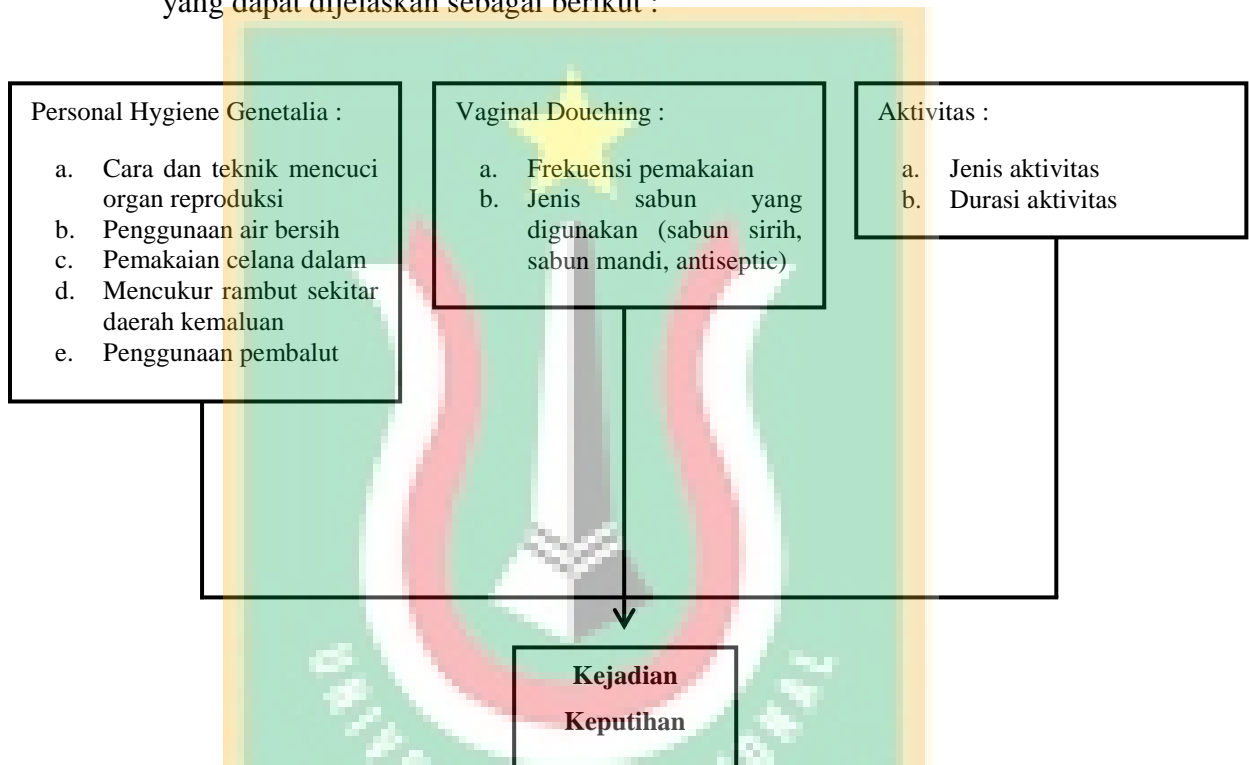 yang dapat dijelaskan sebagai berikut :
Personal Hygiene Genetalia :
a. Cara dan teknik mencuci
organ reproduksi
b. Penggunaan air bersih
c. Pemakaian celana dalam
d. Mencukur rambut sekitar
daerah kemaluan
e. Penggunaan pembalut
Vaginal Douching :
a. Frekuensi pemakaian
b. Jenis sabun yang
digunakan (sabun sirih,
sabun mandi, antiseptic)
Aktivitas :
a. Jenis aktivitas
b. Durasi aktivitas
Kejadian
Keputihan